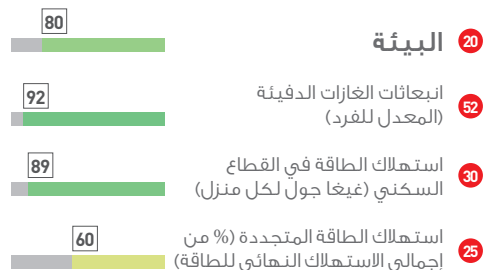 20 البيئة 80
52 انبعاثات الغازات الدفيئة 92
(المعدل للفرد)
30 استهلاك الطاقة في القطاع 89
السكني (غيغا جول لكل منزل)
25 استهلاك الطاقة المتجددة (% من 60
إجمالي الاستهلاك النهائي للطاقة)